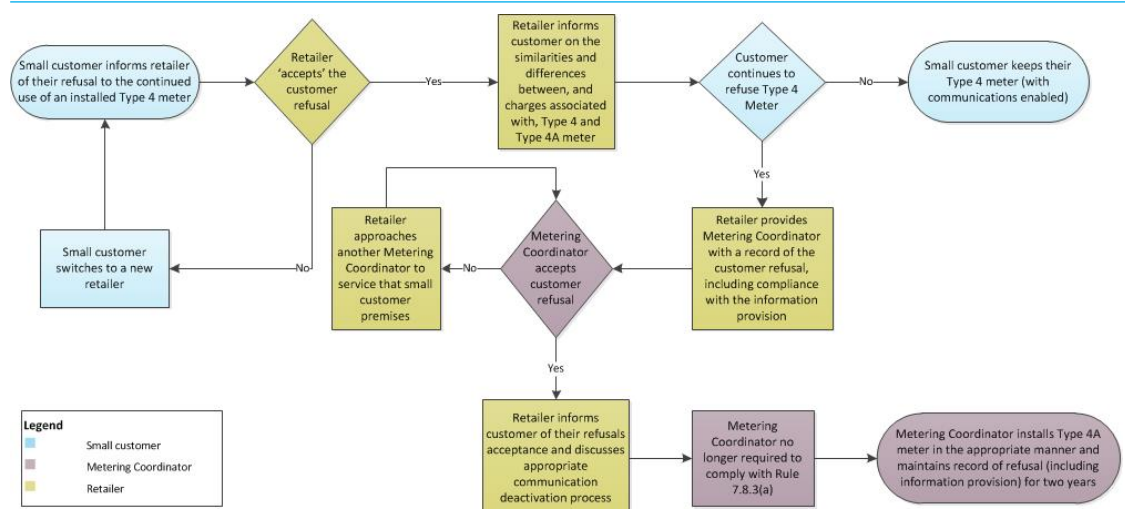 Small customer informs retailer
of their refusal to the continued
use of an installed Type 4 meter
Retailer
‘accepts’ the
customer
refusal
Yes
Retailer informs
customer on the
similarities and
differences
between, and
charges associated
with, Type 4 and
Type 4A meter
Customer
continues to
refuse Type 4
Meter
No
Small customer keeps their
Type 4 meter (with
communications enabled)
Yes
No
Small customer
switches to a new
retailer
Retailer
approaches
another Metering
Coordinator to
service that small
customer
premises
No
Metering
Coordinator
accepts
customer
refusal
Retailer provides
Metering Coordinator
with a record of the
customer refusal,
including compliance
with the information
provision
Yes
Retailer informs
customer of their refusals
acceptance and discusses
appropriate
communication
deactivation process
Metering
Coordinator no
longer required to
comply with Rule
7.8.3(a)
Metering Coordinator installs Type 4A
meter in the appropriate manner and
maintains record of refusal (including
information provision) for two years
Legend
Small customer
Metering Coordinator
Retailer